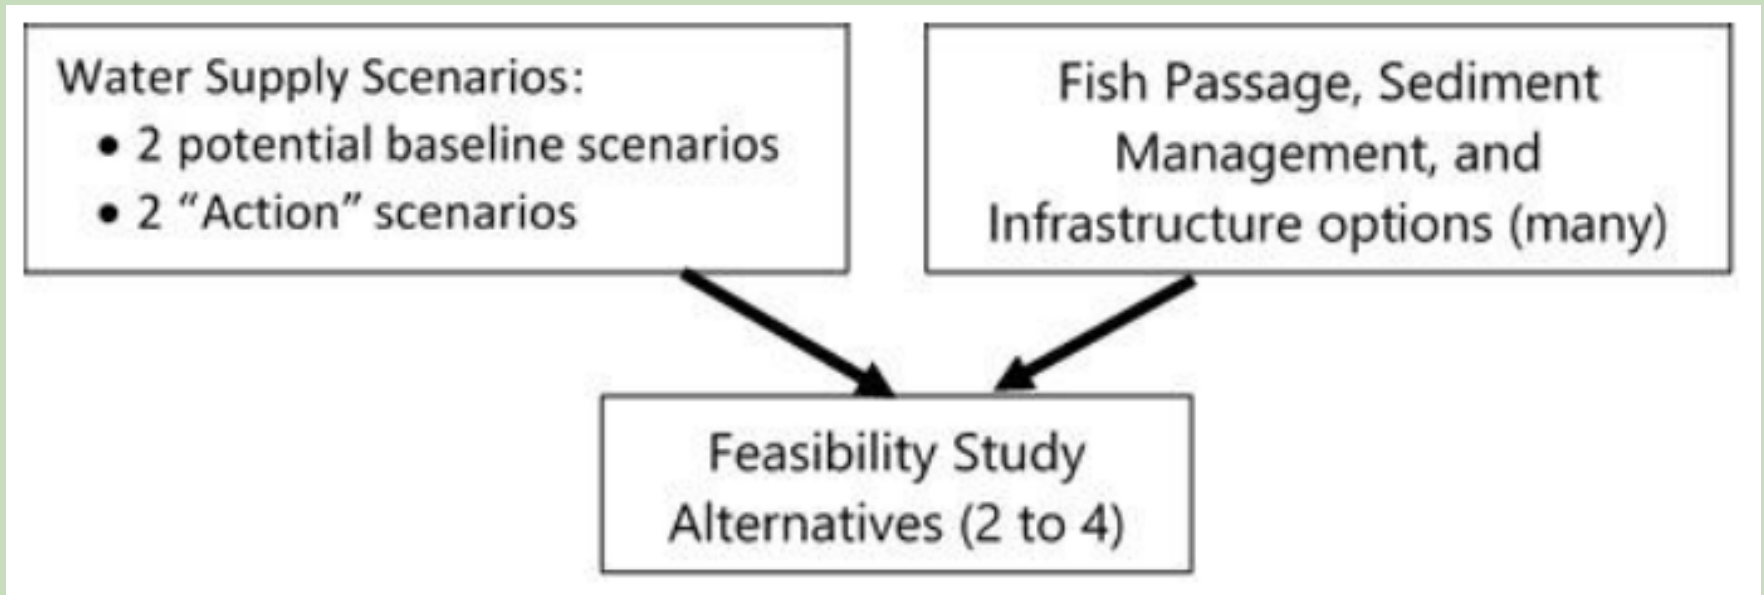 Water Supply Scenarios:
• 2 potential baseline scenarios
• 2 “Action” scenarios
Fish Passage, Sediment
Management, and
Infrastructure options (many)
Feasibility Study
Alternatives (2 to 4)